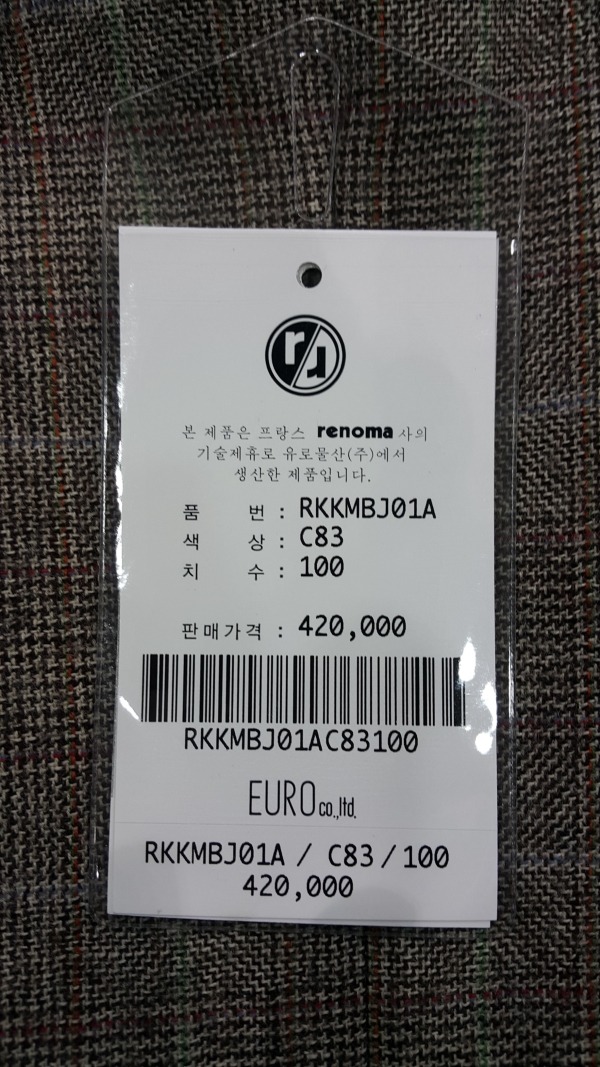 본 제품은 프랑스 renoma 사의
기술제휴로 유로물산(주)에서
생산한 제품입니다.
품 번 : RKKMBJ01A
색 상 : C83
치 수 : 100
판매가격 : 420,000
RKKMBJ01AC83100
EURO co.,ltd.
RKKMBJ01A / C83 / 100
420,000